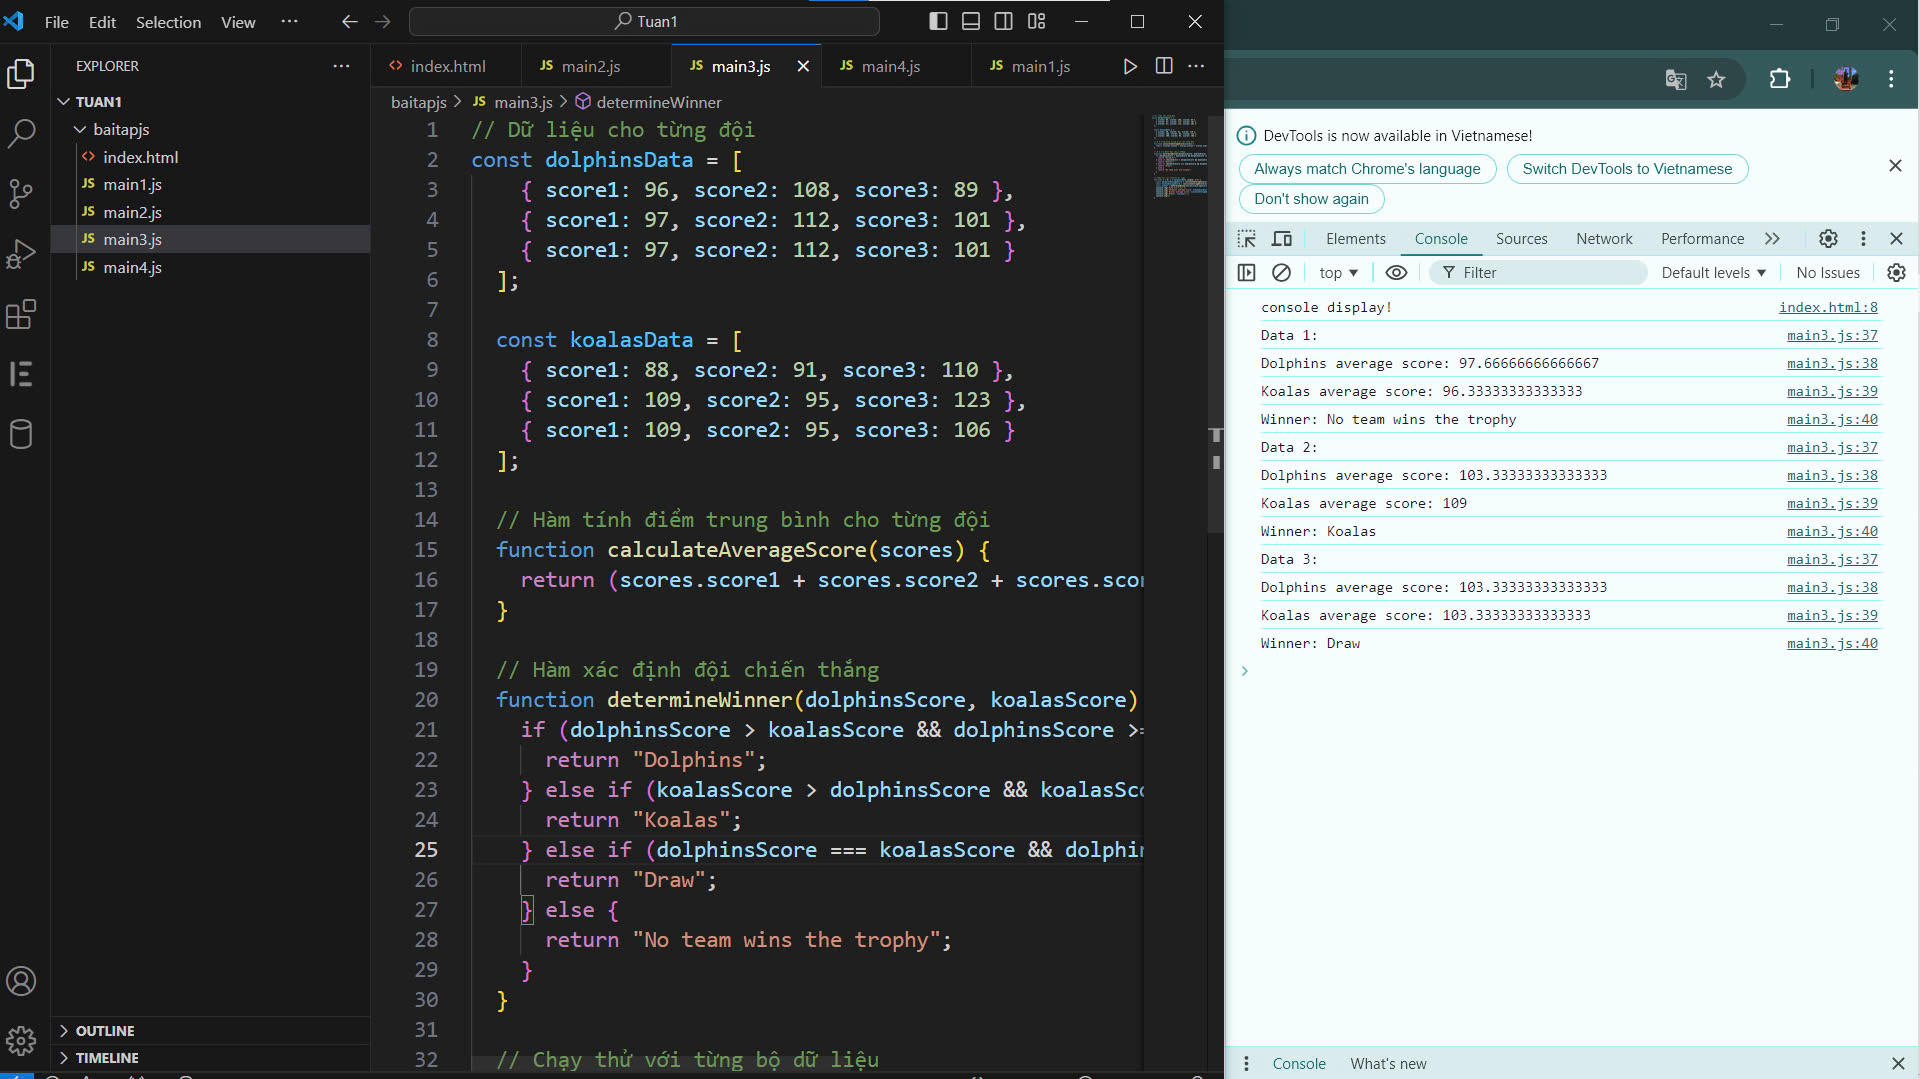 File Edit Selection View ··· Tuan1
EXPLORER ···
TUAN1
baitapjs
index.html
JS main1.js
JS main2.js
JS main3.js
JS main4.js
OUTLINE
TIMELINE
index.html JS main2.js JS main3.js JS main4.js JS main1.js ···
baitapjs > JS main3.js > determineWinner
1 // Dữ liệu cho từng đội
2 const dolphinsData = [
3 { score1: 96, score2: 108, score3: 89 },
4 { score1: 97, score2: 112, score3: 101 },
5 { score1: 97, score2: 112, score3: 101 }
6 ];
7
8 const koalasData = [
9 { score1: 88, score2: 91, score3: 110 },
10 { score1: 109, score2: 95, score3: 123 },
11 { score1: 109, score2: 95, score3: 106 }
12 ];
13
14 // Hàm tính điểm trung bình cho từng đội
15 function calculateAverageScore(scores) {
16 return (scores.score1 + scores.score2 + scores.scor
17 }
18
19 // Hàm xác định đội chiến thắng
20 function determineWinner(dolphinsScore, koalasScore)
21 if (dolphinsScore > koalasScore && dolphinsScore >=
22 return "Dolphins";
23 } else if (koalasScore > dolphinsScore && koalasSco
24 return "Koalas";
25 } else if (dolphinsScore === koalasScore && dolphin
26 return "Draw";
27 } else {
28 return "No team wins the trophy";
29 }
30 }
31
32 // Chạy thử với từng bộ dữ liệu
DevTools is now available in Vietnamese!
Always match Chrome's language Switch DevTools to Vietnamese
Don't show again
Elements Console Sources Network Performance
top Filter Default levels No Issues
console display! index.html:8
Data 1: main3.js:37
Dolphins average score: 97.66666666666667 main3.js:38
Koalas average score: 96.33333333333333 main3.js:39
Winner: No team wins the trophy main3.js:40
Data 2: main3.js:37
Dolphins average score: 103.33333333333333 main3.js:38
Koalas average score: 109 main3.js:39
Winner: Koalas main3.js:40
Data 3: main3.js:37
Dolphins average score: 103.33333333333333 main3.js:38
Koalas average score: 103.33333333333333 main3.js:39
Winner: Draw main3.js:40
Console What's new